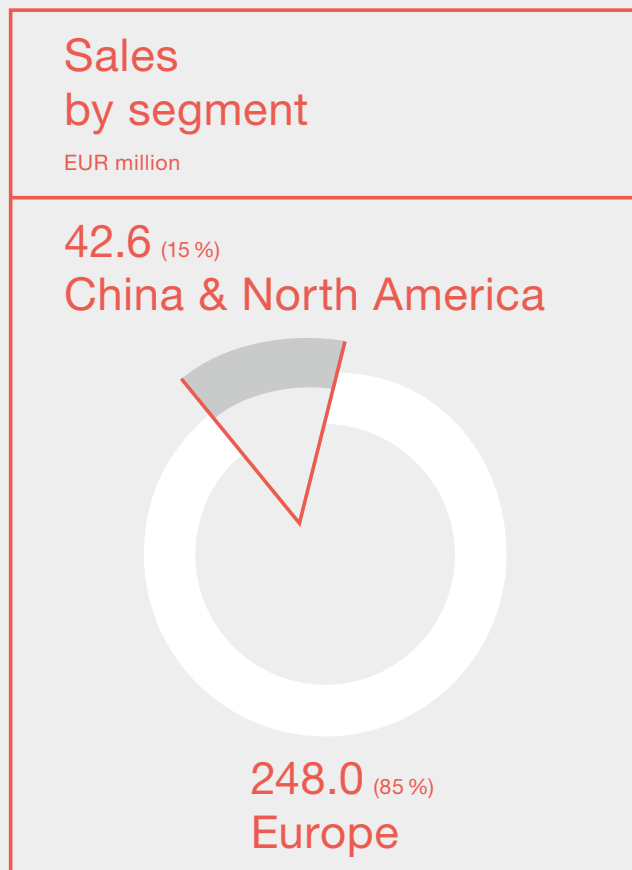 Sales
by segment
EUR million
42.6 (15 %)
China & North America
248.0 (85 %)
Europe